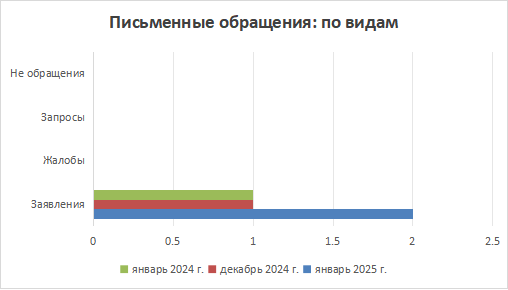 Письменные обращения: по видам
Не обращения
Запросы
Жалобы
Заявления
0 0.5 1 1.5 2 2.5
январь 2024 г. декабрь 2024 г. январь 2025 г.